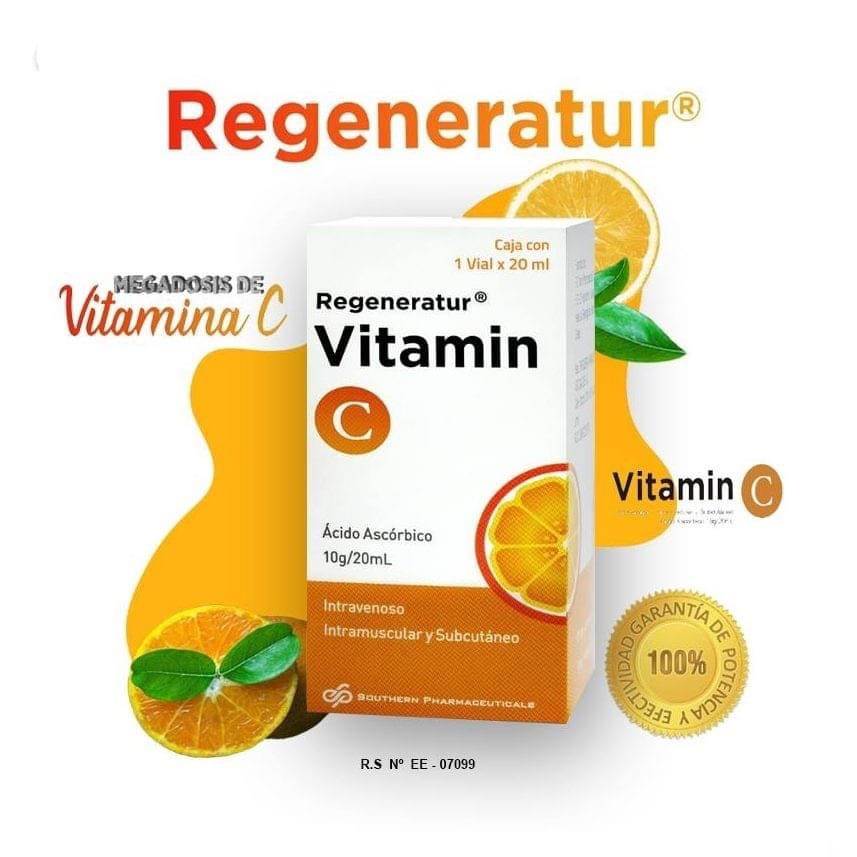 Regeneratur®
MEGADOSIS DE
Vitamina C
Caja con
1 Vial x 20 ml
Regeneratur®
Vitamin
C
Ácido Ascórbico
10g/20mL
Intravenoso
Intramuscular y Subcutáneo
SOUTHERN PHARMACEUTICALS
Vitamin C
GARANTÍA DE POTENCIA Y EFECTIVIDAD
100%
R.S Nº EE - 07099